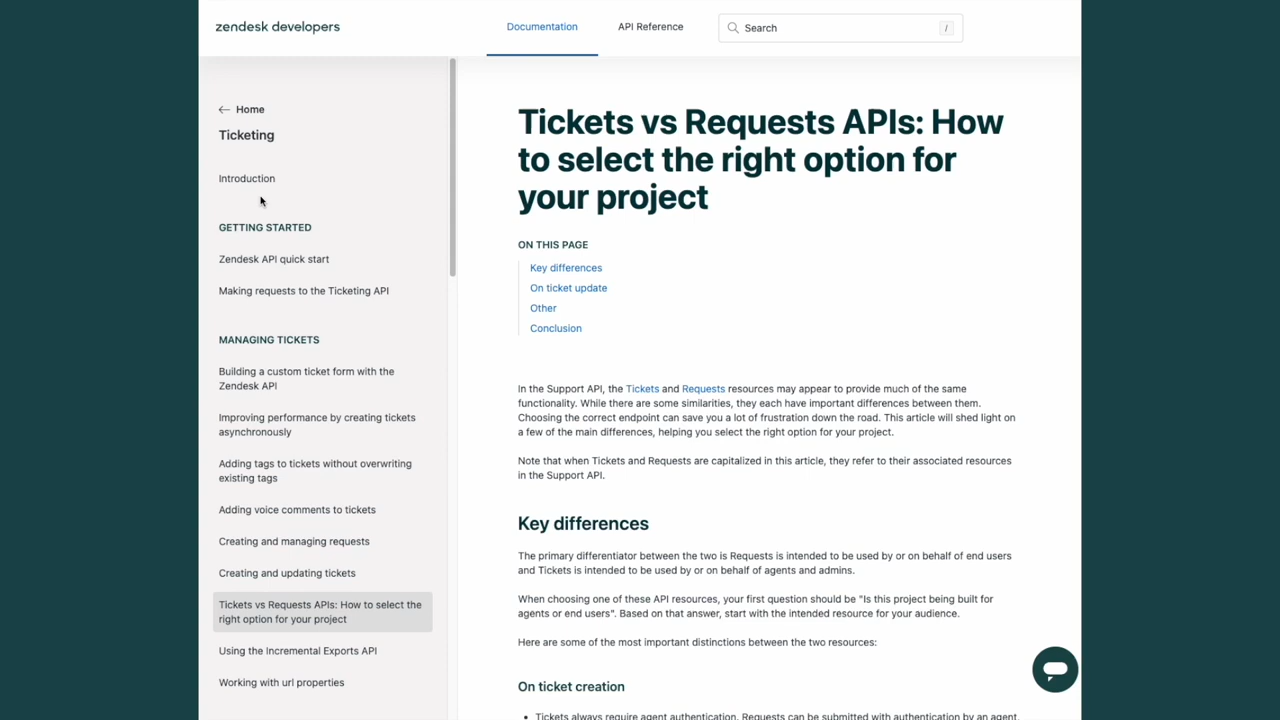 zendesk developers
Documentation
API Reference
Search
/
Home
Ticketing
Introduction
GETTING STARTED
Zendesk API quick start
Making requests to the Ticketing API
MANAGING TICKETS
Building a custom ticket form with the
Zendesk API
Improving performance by creating tickets
asynchronously
Adding tags to tickets without overwriting
existing tags
Adding voice comments to tickets
Creating and managing requests
Creating and updating tickets
Tickets vs Requests APIs: How to select the
right option for your project
Using the Incremental Exports API
Working with url properties
Tickets vs Requests APIs: How
to select the right option for
your project
ON THIS PAGE
Key differences
On ticket update
Other
Conclusion
In the Support API, the Tickets and Requests resources may appear to provide much of the same
functionality. While there are some similarities, they each have important differences between them.
Choosing the correct endpoint can save you a lot of frustration down the road. This article will shed light on
a few of the main differences, helping you select the right option for your project.
Note that when Tickets and Requests are capitalized in this article, they refer to their associated resources
in the Support API.
Key differences
The primary differentiator between the two is Requests is intended to be used by or on behalf of end users
and Tickets is intended to be used by or on behalf of agents and admins.
When choosing one of these API resources, your first question should be "Is this project being built for
agents or end users". Based on that answer, start with the intended resource for your audience.
Here are some of the most important distinctions between the two resources:
On ticket creation
• Tickets always require agent authentication. Requests can be submitted with authentication by an agent,